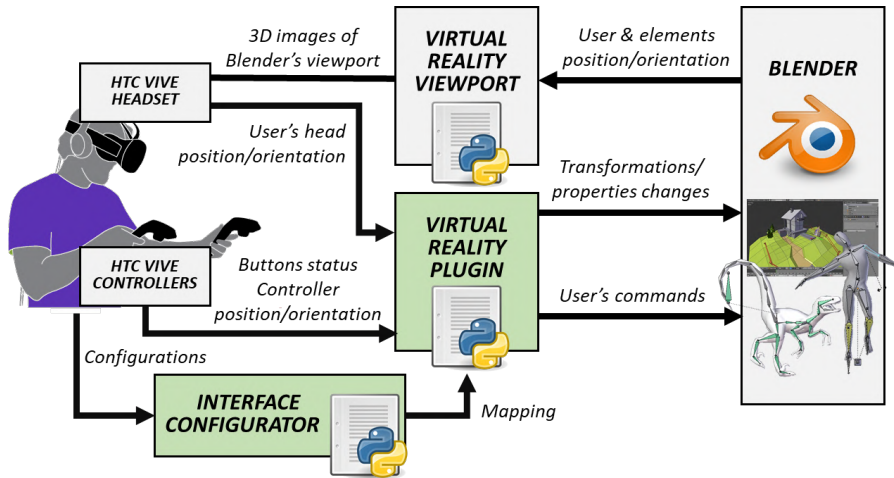 3D images of
Blender's viewport
VIRTUAL
REALITY
VIEWPORT
User & elements
position/orientation
BLENDER
HTC VIVE
HEADSET
User's head
position/orientation
Transformations/
properties changes
VIRTUAL
REALITY
PLUGIN
HTC VIVE
CONTROLLERS
Buttons status
Controller
position/orientation
User's commands
Configurations
INTERFACE
CONFIGURATOR
Mapping